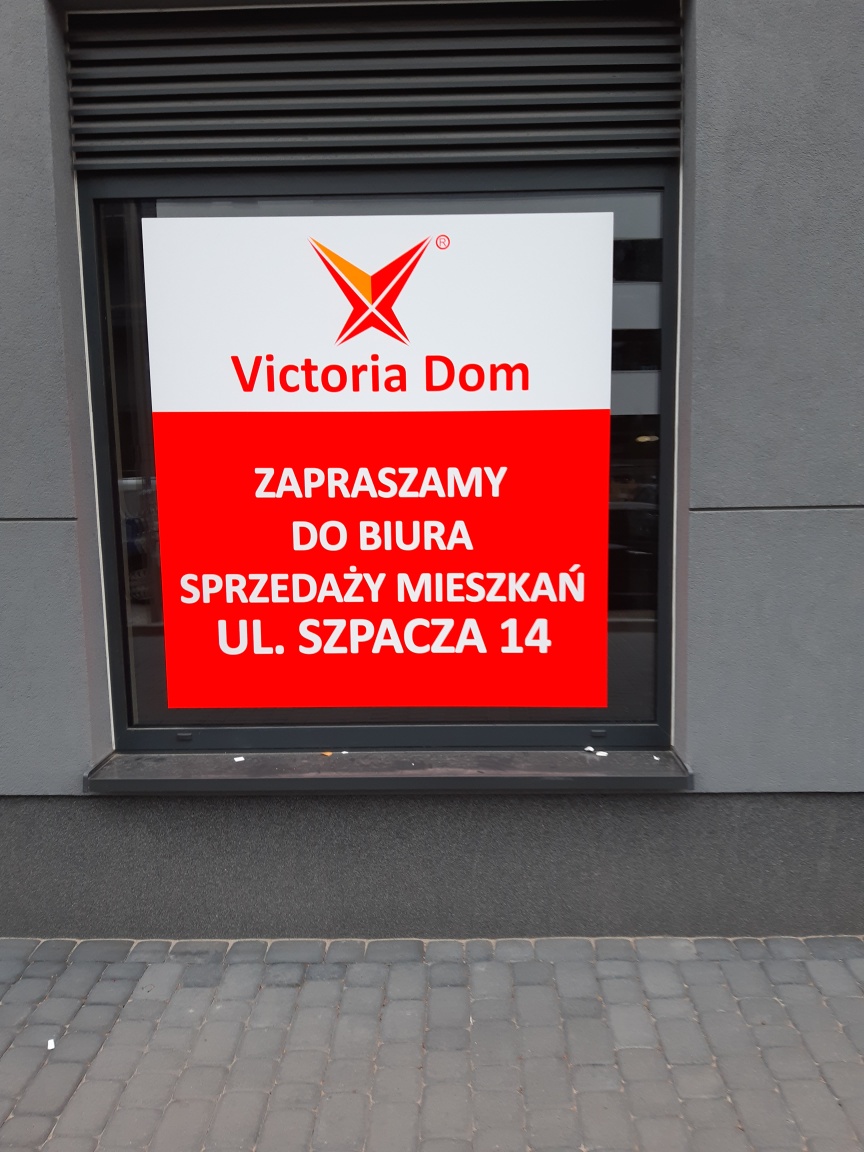 ®
Victoria Dom
ZAPRASZAMY
DO BIURA
SPRZEDAŻY MIESZKAŃ
UL. SZPACZA 14